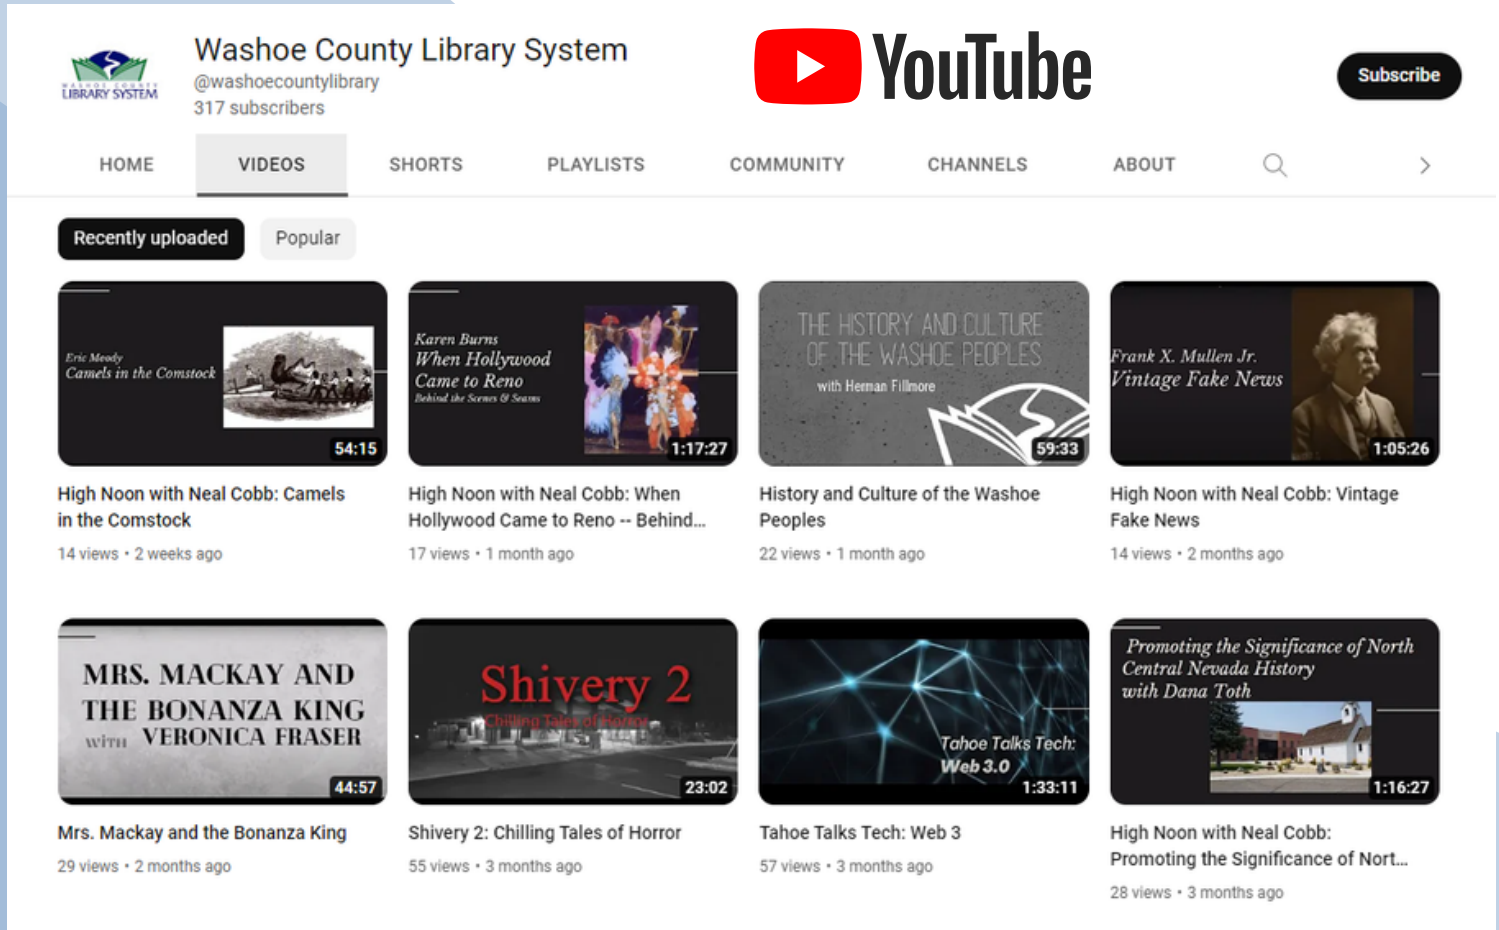 WASHOE COUNTY
LIBRARY SYSTEM
Washoe County Library System
@washoecountylibrary
317 subscribers
YouTube
Subscribe
HOME VIDEOS SHORTS PLAYLISTS COMMUNITY CHANNELS ABOUT
Recently uploaded Popular
Eric Moody
Camels in the Comstock
54:15
Karen Burns
When Hollywood
Came to Reno
Behind the Scenes & Seams
1:17:27
THE HISTORY AND CULTURE
OF THE WASHOE PEOPLES
with Herman Fillmore
59:33
Frank X. Mullen Jr.
Vintage Fake News
1:05:26
High Noon with Neal Cobb: Camels
in the Comstock
14 views • 2 weeks ago
High Noon with Neal Cobb: When
Hollywood Came to Reno -- Behind...
17 views • 1 month ago
History and Culture of the Washoe
Peoples
22 views • 1 month ago
High Noon with Neal Cobb: Vintage
Fake News
14 views • 2 months ago
MRS. MACKAY AND
THE BONANZA KING
WITH VERONICA FRASER
44:57
Shivery 2
Chilling Tales of Horror
23:02
Tahoe Talks Tech:
Web 3.0
1:33:11
Promoting the Significance of North
Central Nevada History
with Dana Toth
1:16:27
Mrs. Mackay and the Bonanza King
29 views • 2 months ago
Shivery 2: Chilling Tales of Horror
55 views • 3 months ago
Tahoe Talks Tech: Web 3
57 views • 3 months ago
High Noon with Neal Cobb:
Promoting the Significance of Nort...
28 views • 3 months ago